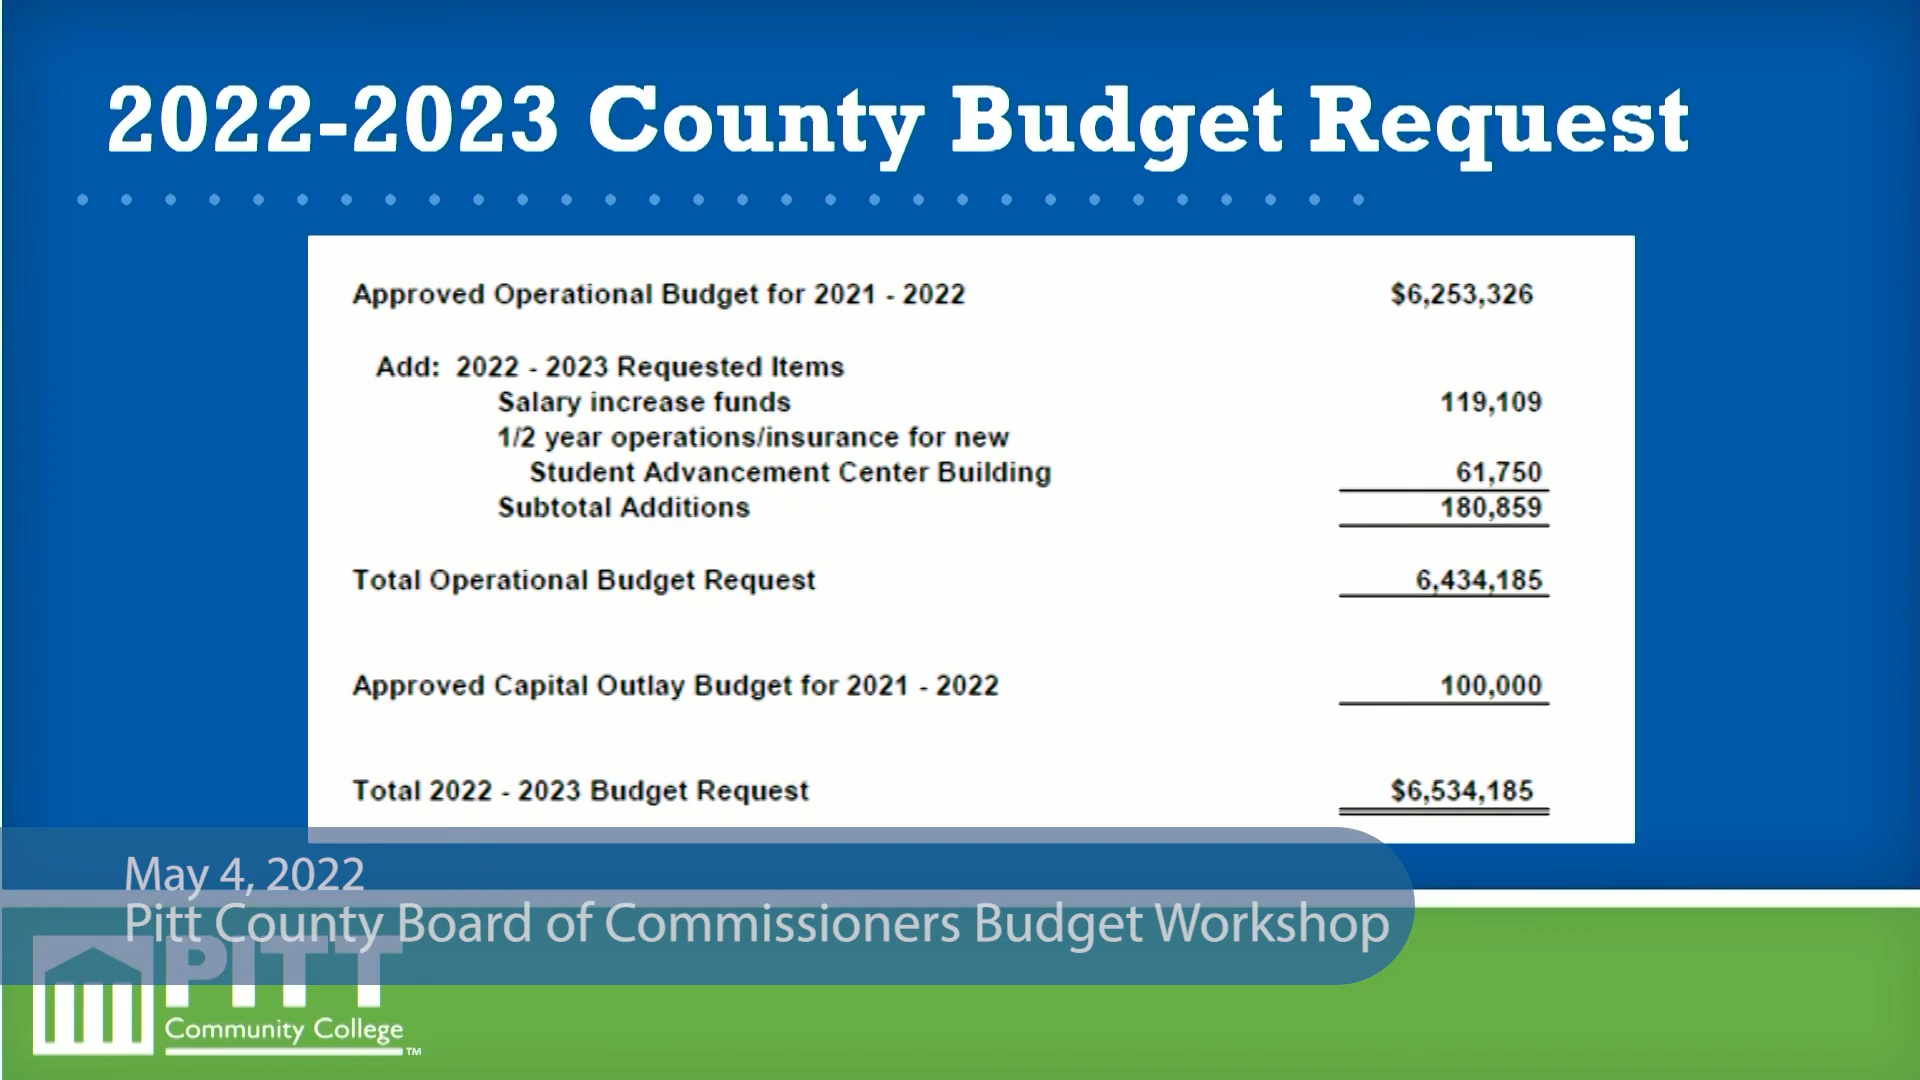 2022-2023 County Budget Request
Approved Operational Budget for 2021 - 2022 $6,253,326
Add: 2022 - 2023 Requested Items
Salary increase funds 119,109
1/2 year operations/insurance for new
Student Advancement Center Building 61,750
Subtotal Additions 180,859
Total Operational Budget Request 6,434,185
Approved Capital Outlay Budget for 2021 - 2022 100,000
Total 2022 - 2023 Budget Request $6,534,185
May 4, 2022
Pitt County Board of Commissioners Budget Workshop
PITT
Community College
TM